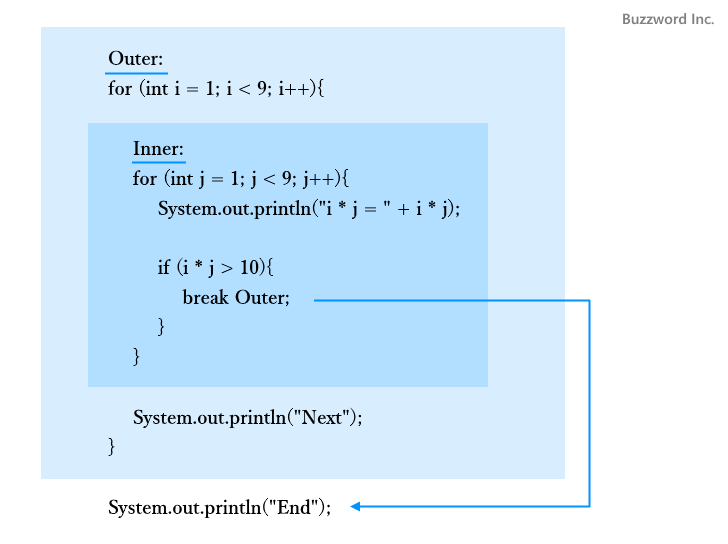 Buzzword Inc.
Outer:
for (int i = 1; i < 9; i++){
Inner:
for (int j = 1; j < 9; j++){
System.out.println("i * j = " + i * j);
if (i * j > 10){
break Outer;
}
}
System.out.println("Next");
}
System.out.println("End");